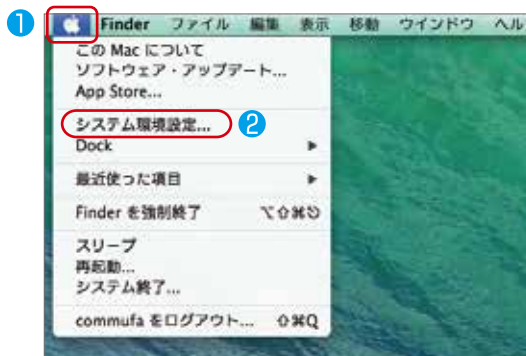 1 Finder ファイル 編集 表示 移動 ウインドウ ヘル
この Mac について
ソフトウェア・アップデート...
App Store...
システム環境設定... 2
Dock ▶
最近使った項目 ▶
Finder を強制終了 ⌥⇧⌘⎋
スリープ
再起動...
システム終了...
commufa をログアウト... ⇧⌘Q